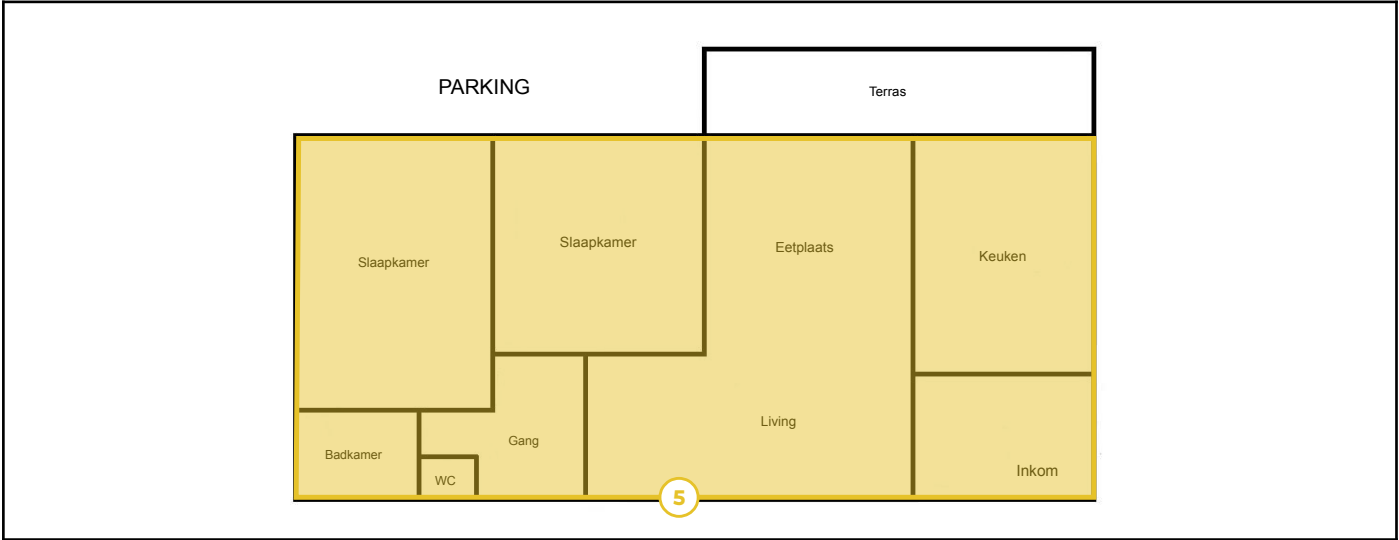 PARKING
Terras
Slaapkamer
Slaapkamer
Eetplaats
Keuken
Living
Gang
Badkamer
WC
Inkom
5